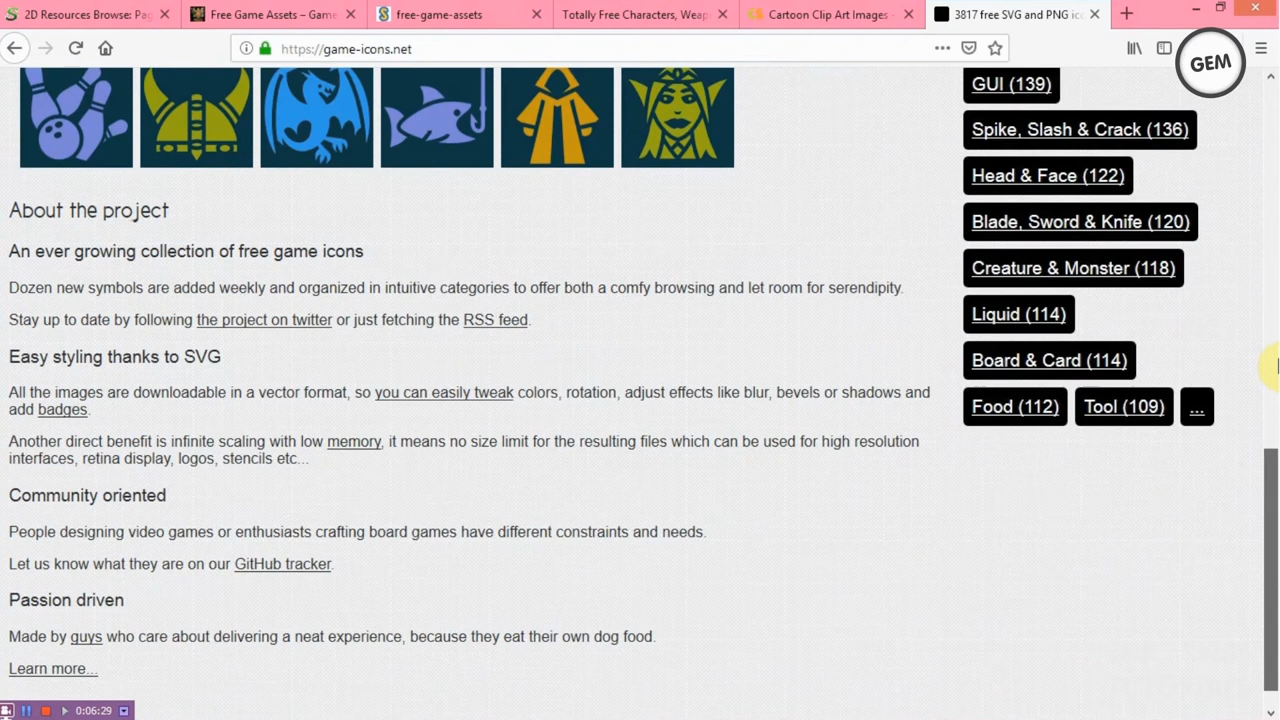 2D Resources Browse: Pa
Free Game Assets – Game
free-game-assets
Totally Free Characters, Weap
Cartoon Clip Art Images -
3817 free SVG and PNG ic
https://game-icons.net
GEM
GUI (139)
Spike, Slash & Crack (136)
Head & Face (122)
Blade, Sword & Knife (120)
Creature & Monster (118)
Liquid (114)
Board & Card (114)
Food (112) Tool (109) ...
About the project
An ever growing collection of free game icons
Dozen new symbols are added weekly and organized in intuitive categories to offer both a comfy browsing and let room for serendipity.
Stay up to date by following the project on twitter or just fetching the RSS feed.
Easy styling thanks to SVG
All the images are downloadable in a vector format, so you can easily tweak colors, rotation, adjust effects like blur, bevels or shadows and
add badges.
Another direct benefit is infinite scaling with low memory, it means no size limit for the resulting files which can be used for high resolution
interfaces, retina display, logos, stencils etc...
Community oriented
People designing video games or enthusiasts crafting board games have different constraints and needs.
Let us know what they are on our GitHub tracker.
Passion driven
Made by guys who care about delivering a neat experience, because they eat their own dog food.
Learn more...
0:06:29